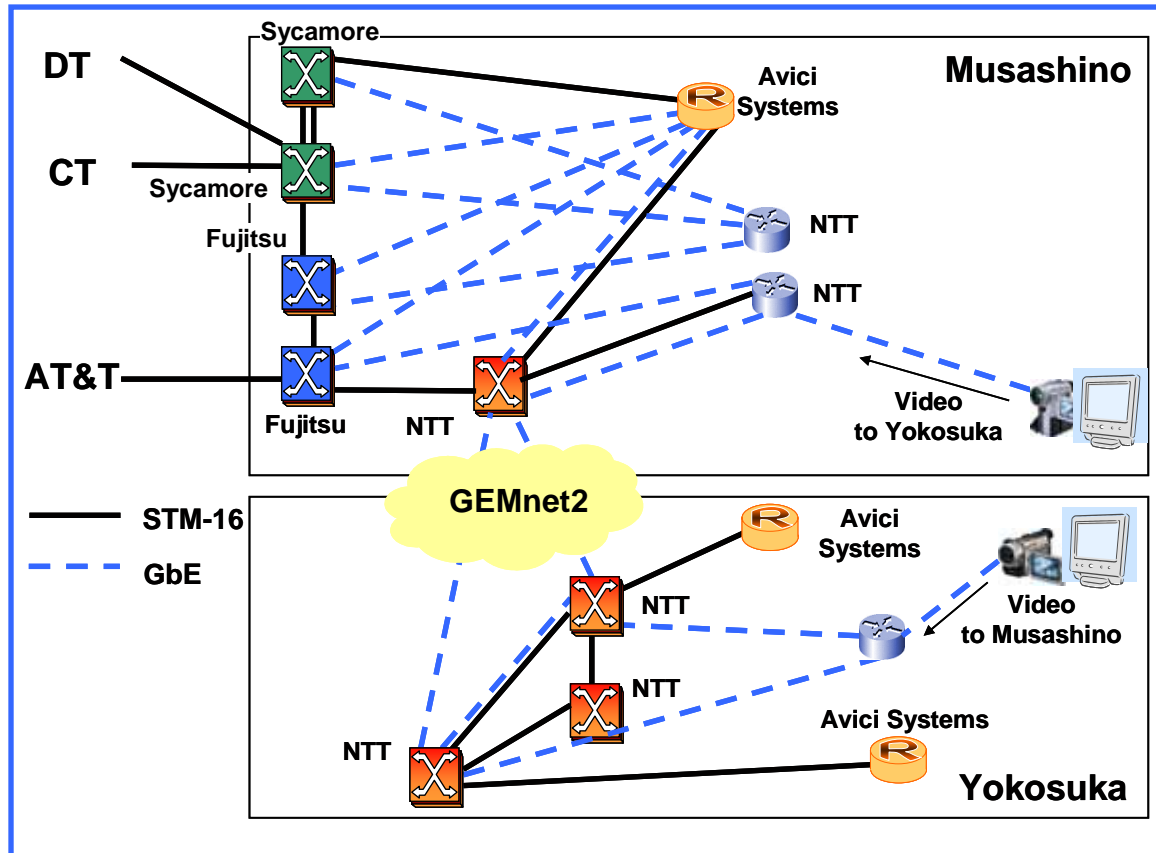 Sycamore
DT
Avici
Systems
Musashino
R
CT
Sycamore
NTT
Fujitsu
NTT
AT&T
Fujitsu
NTT
Video
to Yokosuka
GEMnet2
STM-16
GbE
R
Avici
Systems
NTT
Video
to Musashino
NTT
Avici Systems
NTT
R
Yokosuka